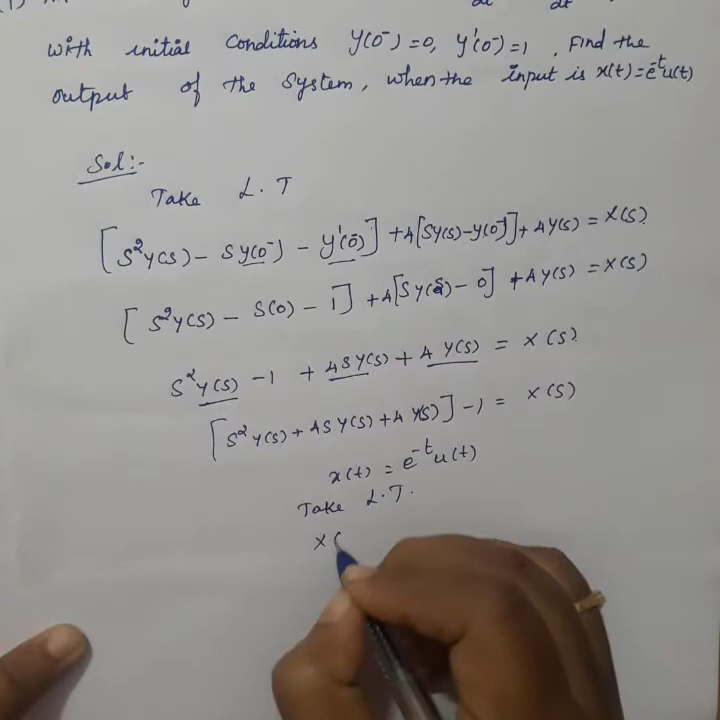 with initial conditions y(0⁻)=0, y'(0⁻)=1, Find the
output of the system, when the input is x(t)=e⁻ᵗu(t)
Sol:-
Take L.T
[S²Y(S) - Sy(0⁻) - y'(0⁻)] + 4[SY(S)-y(0⁻)] + 4Y(S) = X(S)
[S²Y(S) - S(0) - 1] + 4[SY(S) - 0] + 4Y(S) = X(S)
S²Y(S) - 1 + 4SY(S) + 4Y(S) = X(S)
[S²Y(S) + 4SY(S) + 4Y(S)] - 1 = X(S)
x(t) = e⁻ᵗu(t)
Take L.T.
X(